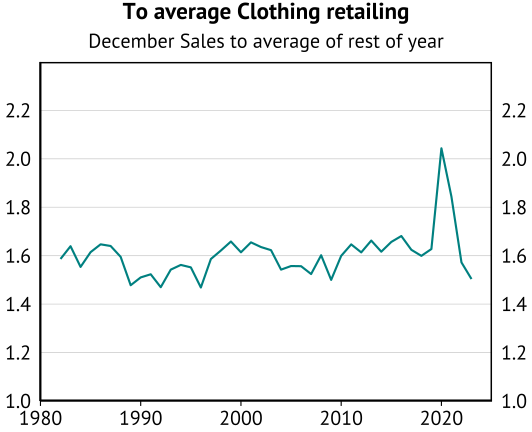 To average Clothing retailing
December Sales to average of rest of year
2.2 2.2
2.0 2.0
1.8 1.8
1.6 1.6
1.4 1.4
1.2 1.2
1.0 1.0
1980 1990 2000 2010 2020